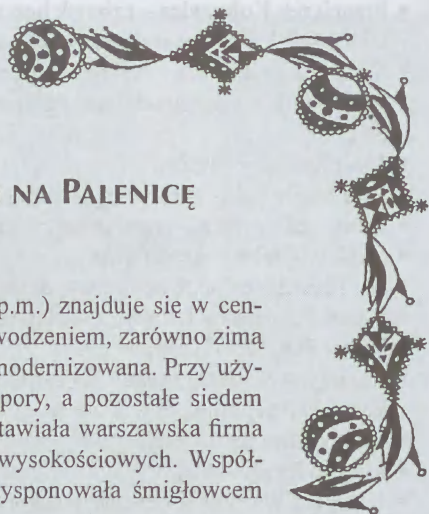 NA PALENICĘ
p.m.) znajduje się w cen-
wodzeniem, zarówno zimą
modernizowana. Przy uży-
pory, a pozostałe siedem
tawiała warszawska firma
wysokościowych. Współ-
ysponowała śmigłowcem